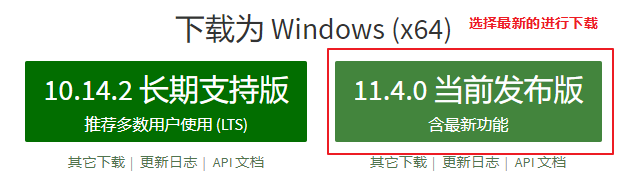 下载为 Windows (x64)
选择最新的进行下载
10.14.2 长期支持版
推荐多数用户使用 (LTS)
11.4.0 当前发布版
含最新功能
其它下载 | 更新日志 | API 文档
其它下载 | 更新日志 | API 文档